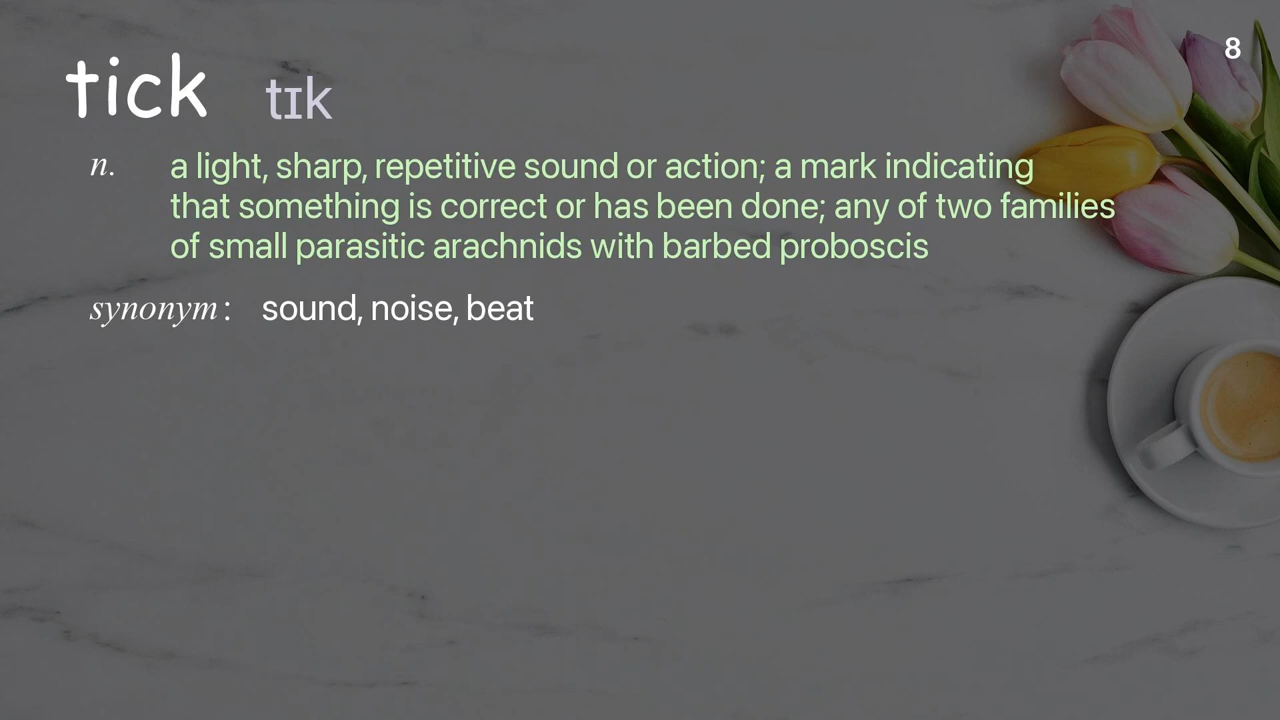 8
tick tɪk
n. a light, sharp, repetitive sound or action; a mark indicating
that something is correct or has been done; any of two families
of small parasitic arachnids with barbed proboscis
synonym: sound, noise, beat